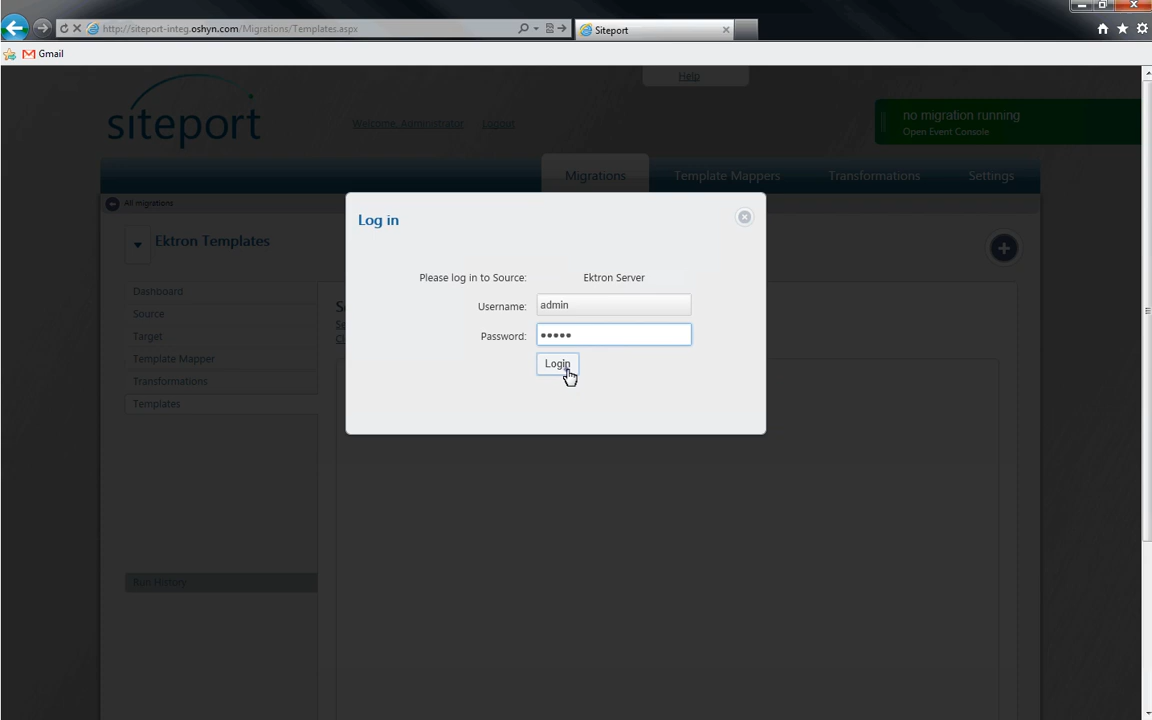 http://siteport-integ.oshyn.com/Migrations/Templates.aspx
Siteport
Gmail
Help
siteport
Welcome, Administrator
Logout
no migration running
Open Event Console
Migrations
Template Mappers
Transformations
Settings
All migrations
Log in
Ektron Templates
Please log in to Source:
Ektron Server
Dashboard
Username:
admin
Source
Password:
•••••
Target
Login
Template Mapper
Transformations
Templates
Run History